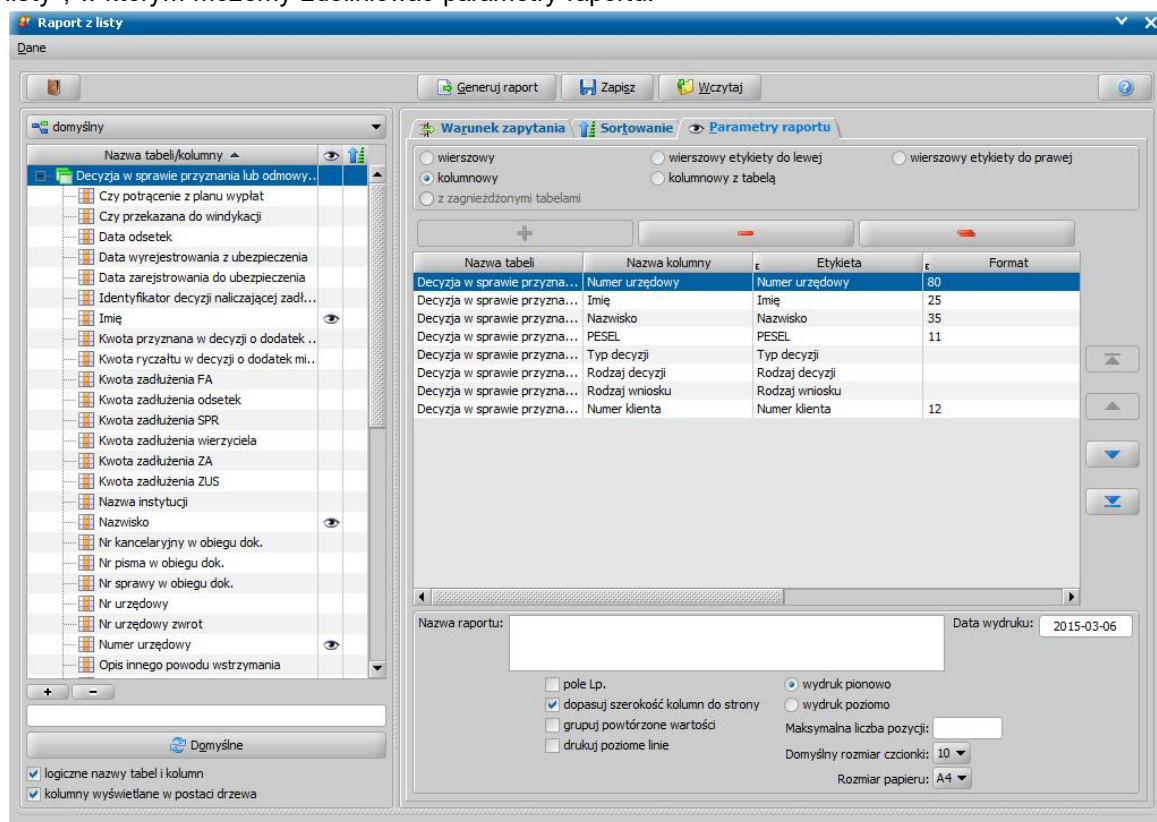 listy", w którym możemy zdefiniować parametry raportu.
Raport z listy
Dane
Generuj raport Zapisz Wczytaj
domyślny
Nazwa tabeli/kolumny
Decyzja w sprawie przyznania lub odmowy..
Czy potrącenie z planu wypłat
Czy przekazana do windykacji
Data odsetek
Data wyrejestrowania z ubezpieczenia
Data zarejstrowania do ubezpieczenia
Identyfikator decyzji naliczającej zadł...
Imię
Kwota przyznana w decyzji o dodatek ..
Kwota ryczałtu w decyzji o dodatek mi..
Kwota zadłużenia FA
Kwota zadłużenia odsetek
Kwota zadłużenia SPR
Kwota zadłużenia wierzyciela
Kwota zadłużenia ZA
Kwota zadłużenia ZUS
Nazwa instytucji
Nazwisko
Nr kancelaryjny w obiegu dok.
Nr pisma w obiegu dok.
Nr sprawy w obiegu dok.
Nr urzędowy
Nr urzędowy zwrot
Numer urzędowy
Opis innego powodu wstrzymania
+ -
Domyślne
logiczne nazwy tabel i kolumn
kolumny wyświetlane w postaci drzewa
Warunek zapytania Sortowanie Parametry raportu
wierszowy wierszowy etykiety do lewej wierszowy etykiety do prawej
kolumnowy kolumnowy z tabelą
z zagnieżdżonymi tabelami
Nazwa tabeli Nazwa kolumny E Etykieta E Format
Decyzja w sprawie przyzna... Numer urzędowy Numer urzędowy 80
Decyzja w sprawie przyzna... Imię Imię 25
Decyzja w sprawie przyzna... Nazwisko Nazwisko 35
Decyzja w sprawie przyzna... PESEL PESEL 11
Decyzja w sprawie przyzna... Typ decyzji Typ decyzji
Decyzja w sprawie przyzna... Rodzaj decyzji Rodzaj decyzji
Decyzja w sprawie przyzna... Rodzaj wniosku Rodzaj wniosku
Decyzja w sprawie przyzna... Numer klienta Numer klienta 12
Nazwa raportu: Data wydruku: 2015-03-06
pole Lp. wydruk pionowo
dopasuj szerokość kolumn do strony wydruk poziomo
grupuj powtórzone wartości Maksymalna liczba pozycji:
drukuj poziome linie Domyślny rozmiar czcionki: 10
Rozmiar papieru: A4